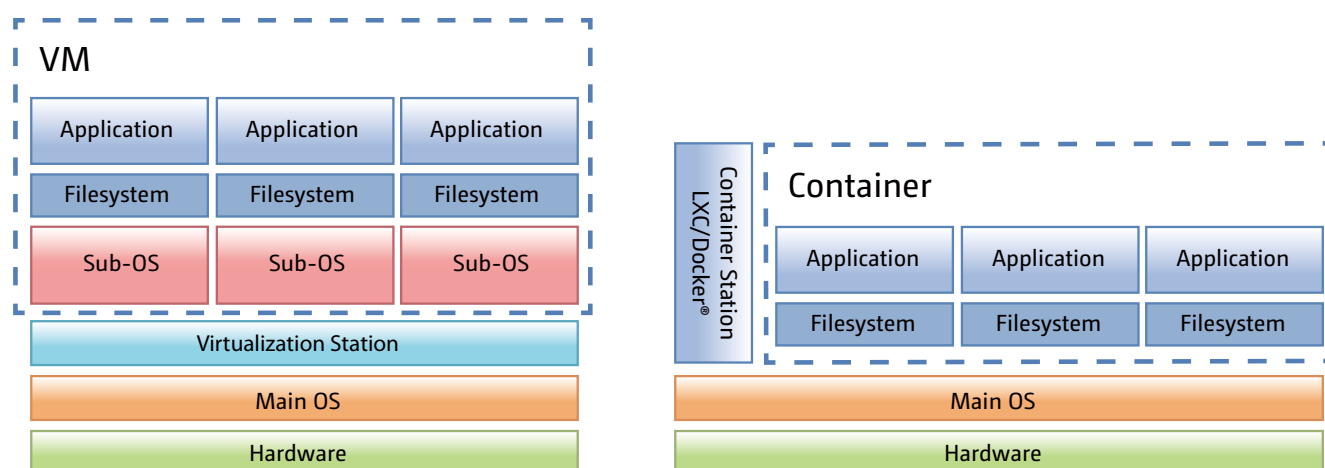 VM
Application Application Application
Filesystem Filesystem Filesystem
Sub-OS Sub-OS Sub-OS
Virtualization Station
Main OS
Hardware
Container Station
LXC/Docker®
Container
Application Application Application
Filesystem Filesystem Filesystem
Main OS
Hardware